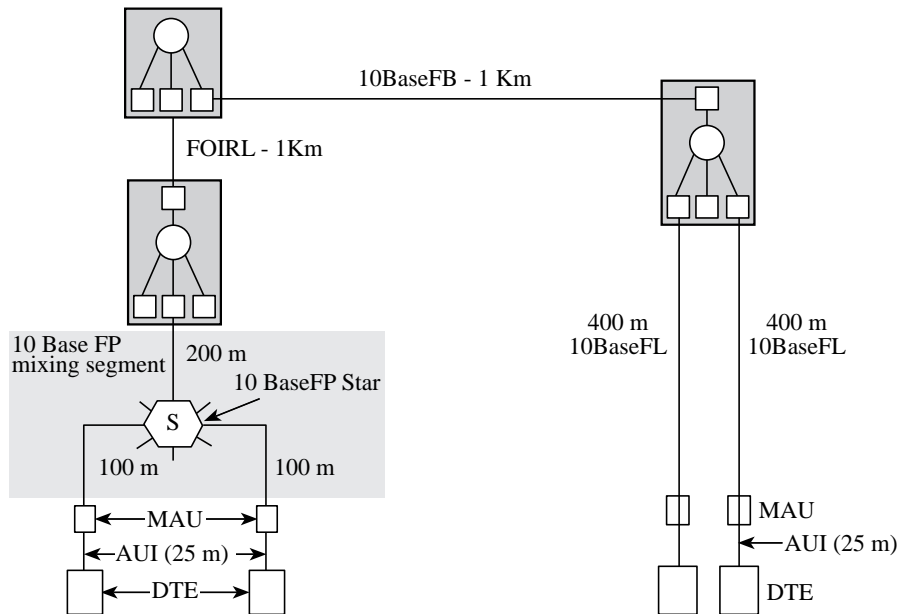 10BaseFB - 1 Km
FOIRL - 1Km
10 Base FP
mixing segment
200 m
10 BaseFP Star
S
100 m
100 m
400 m
10BaseFL
400 m
10BaseFL
MAU
AUI (25 m)
DTE
MAU
AUI (25 m)
DTE